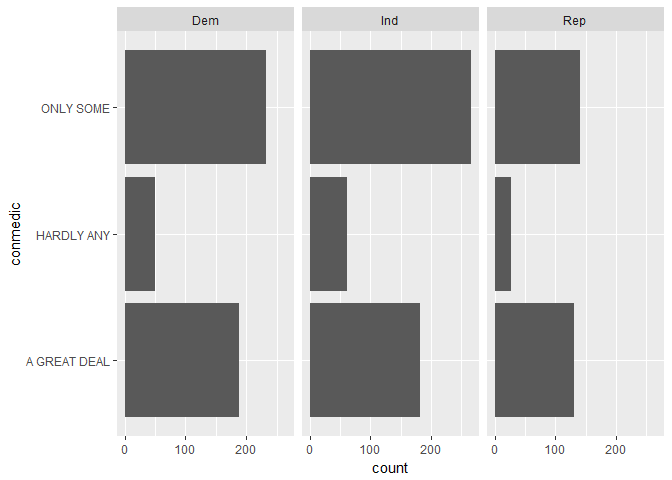 Dem Ind Rep
ONLY SOME
HARDLY ANY
A GREAT DEAL
conmedic
0 100 200 0 100 200 0 100 200
count